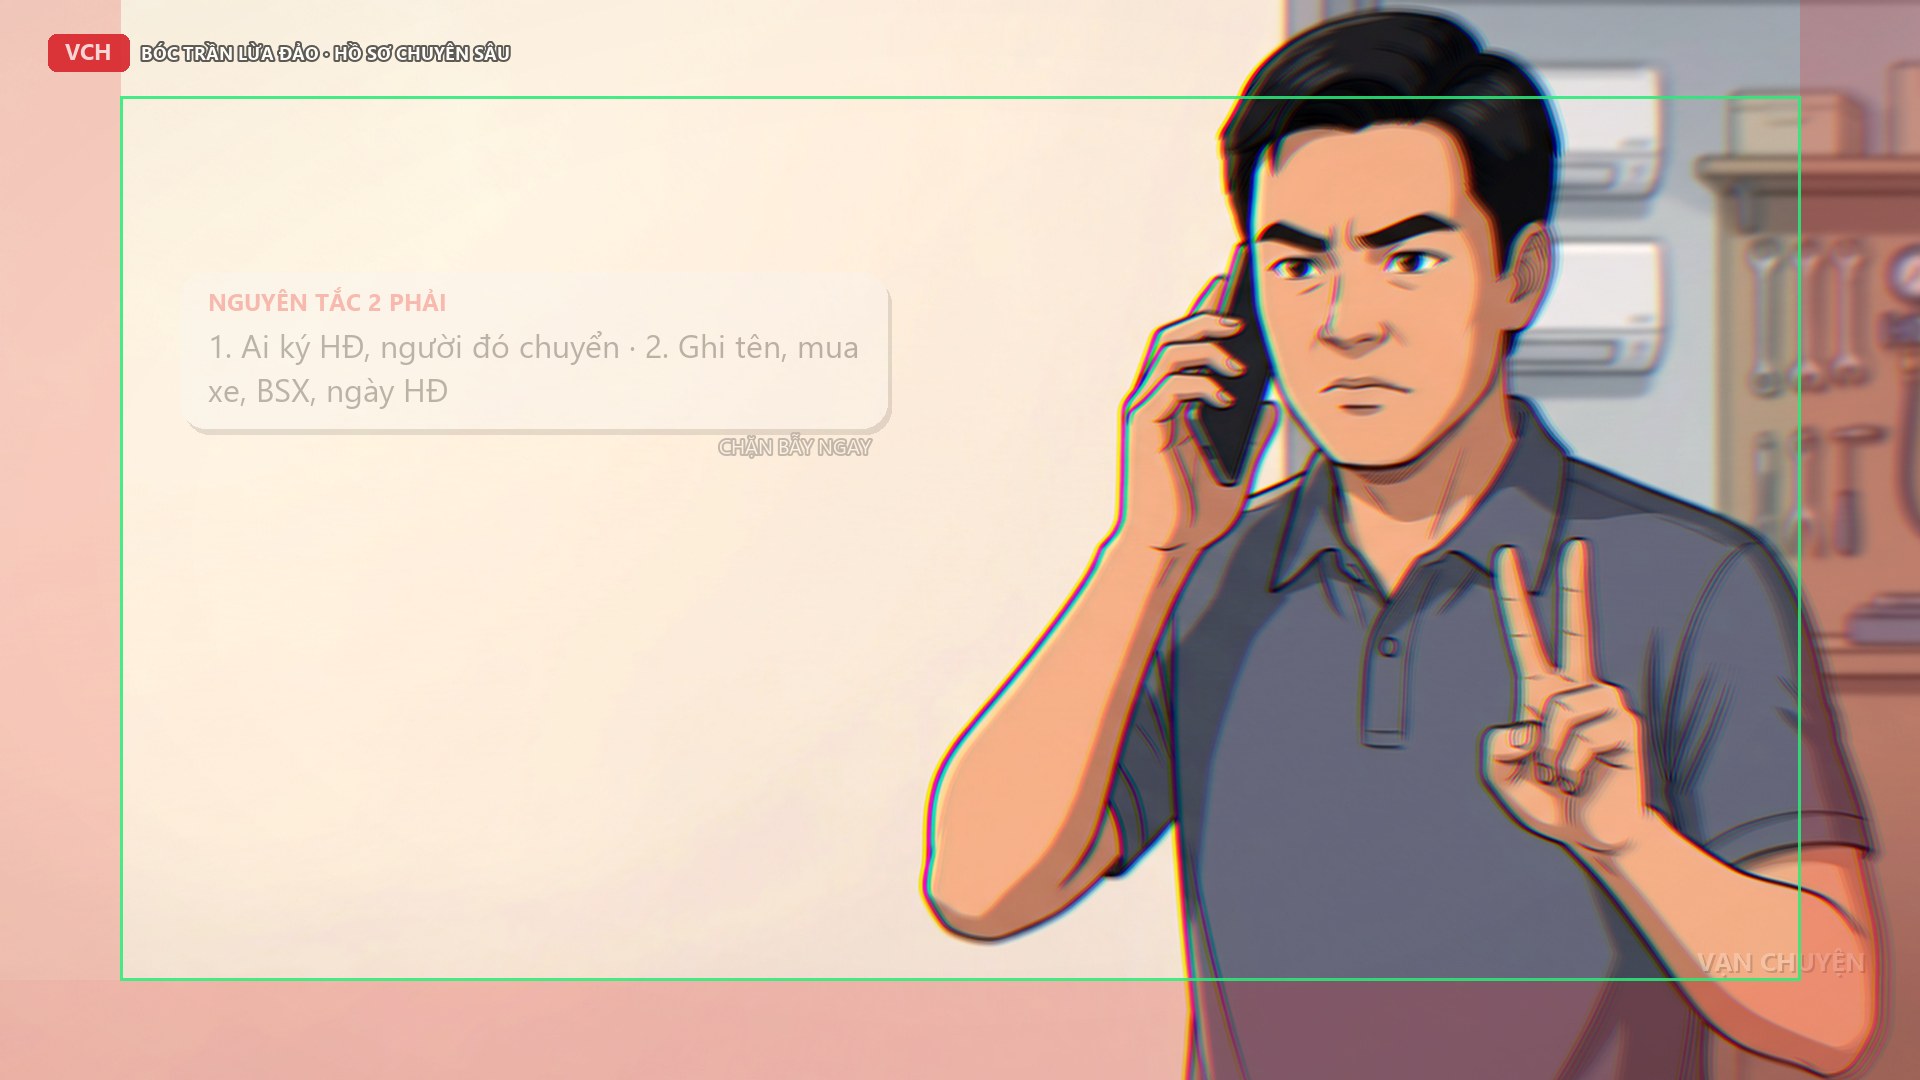 VCH BÓC TRẦN LỪA ĐẢO · HỒ SƠ CHUYÊN SÂU
NGUYÊN TẮC 2 PHẢI
1. Ai ký HĐ, người đó chuyển · 2. Ghi tên, mua
xe, BSX, ngày HĐ
CHẶN BẪY NGAY
VẠN CHUYỆN